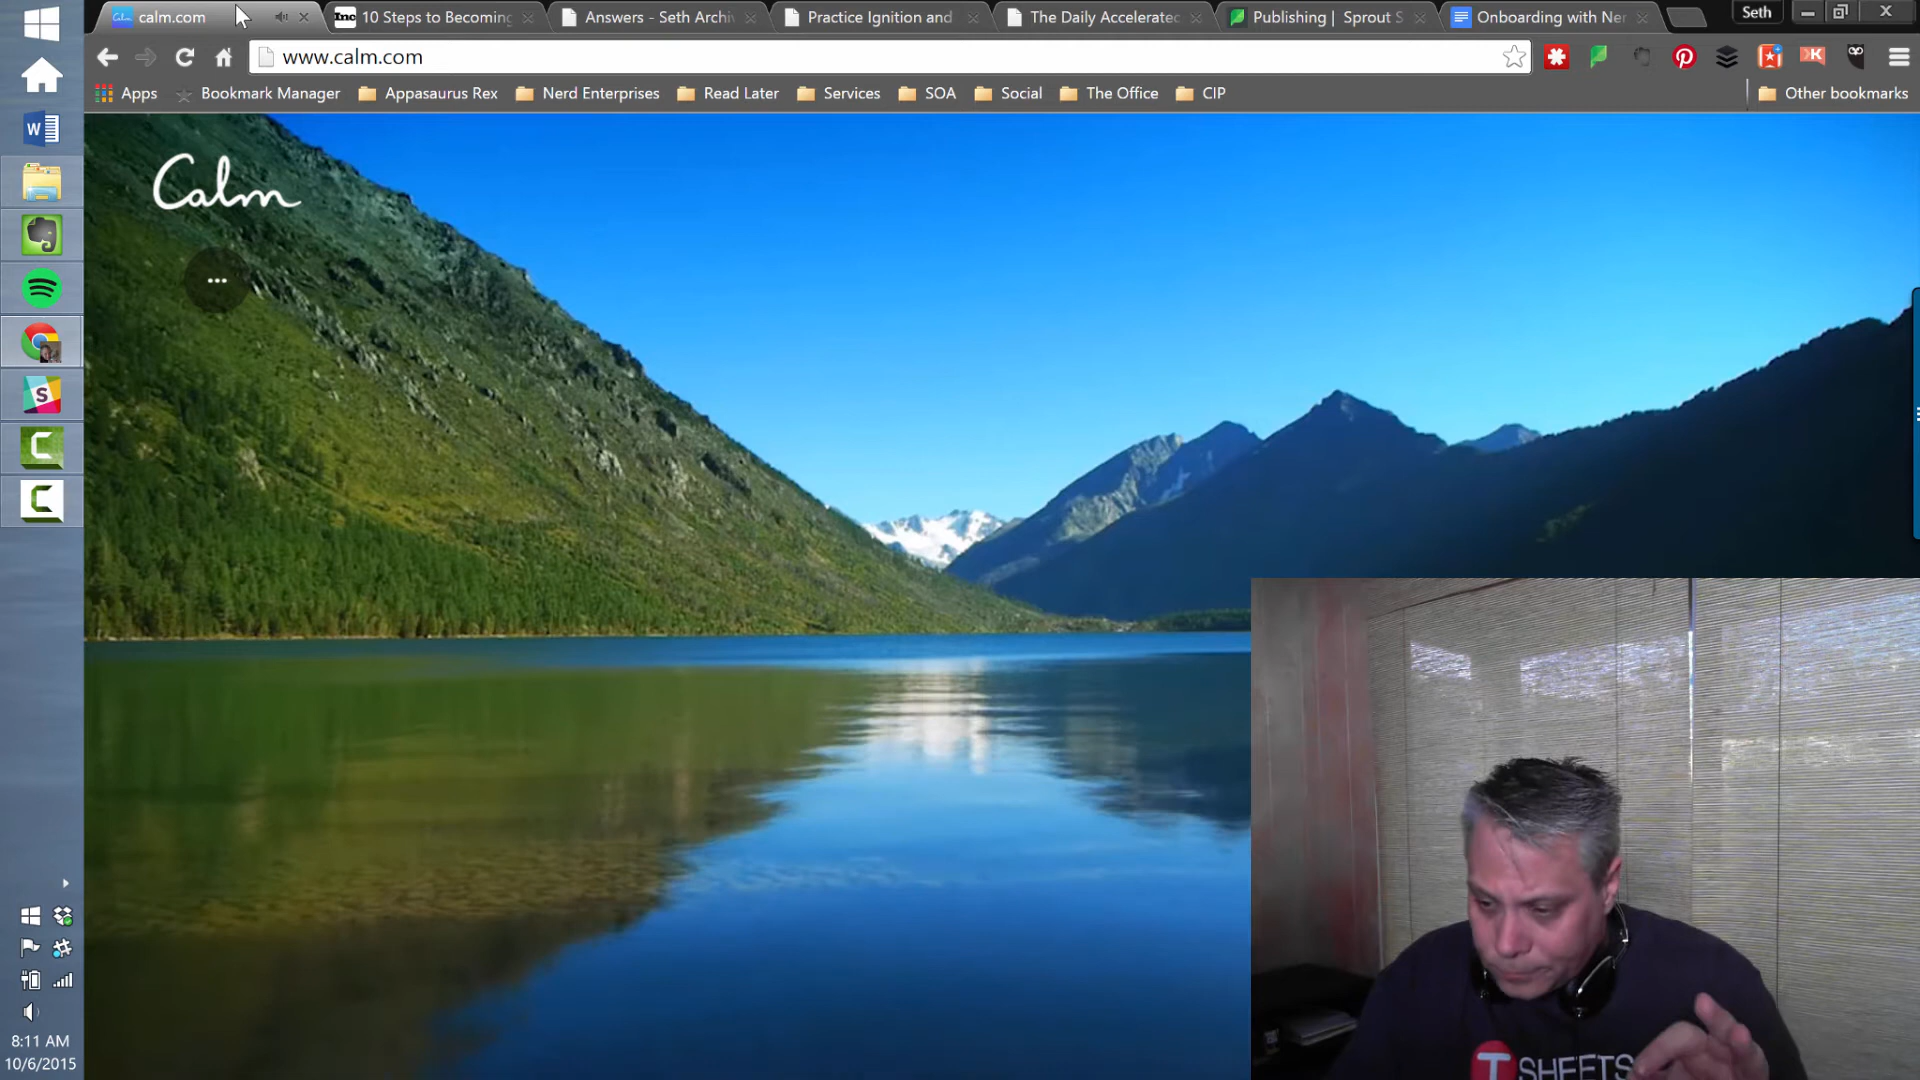 calm.com
Inc 10 Steps to Becoming
Answers - Seth Archiv
Practice Ignition and
The Daily Accelerated
Publishing | Sprout S
Onboarding with Ner
Seth
www.calm.com
Apps
Bookmark Manager
Appasaurus Rex
Nerd Enterprises
Read Later
Services
SOA
Social
The Office
CIP
Other bookmarks
Calm
8:11 AM
10/6/2015
T SHEETS